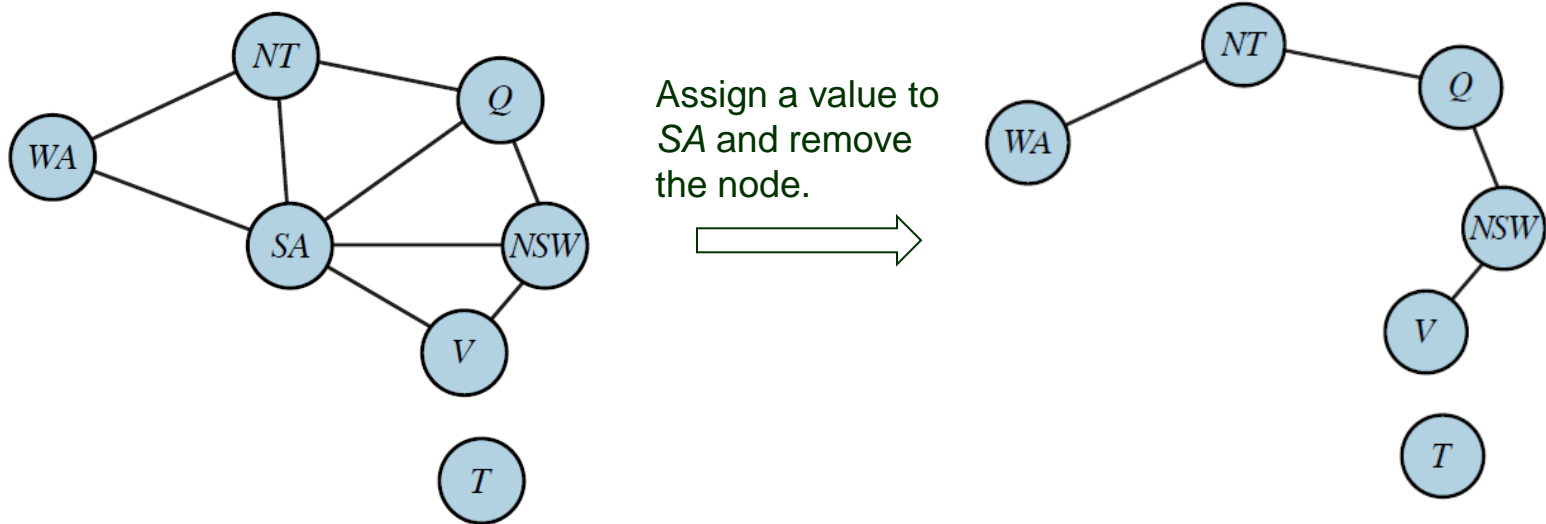 NT
Q
WA
SA
NSW
V
T
Assign a value to
SA and remove
the node.
NT
Q
WA
NSW
V
T